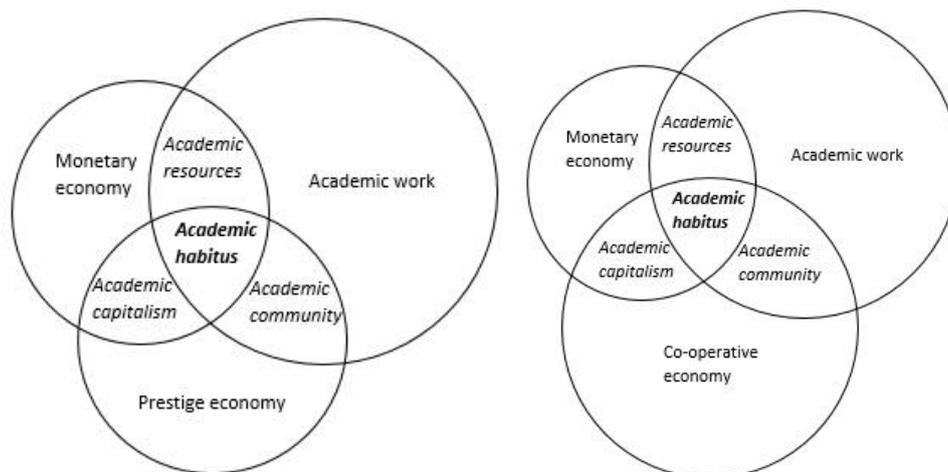 Monetary
economy
Academic
resources
Academic work
Academic
habitus
Academic
capitalism
Academic
community
Prestige economy
Monetary
economy
Academic
resources
Academic work
Academic
habitus
Academic
capitalism
Academic
community
Co-operative
economy